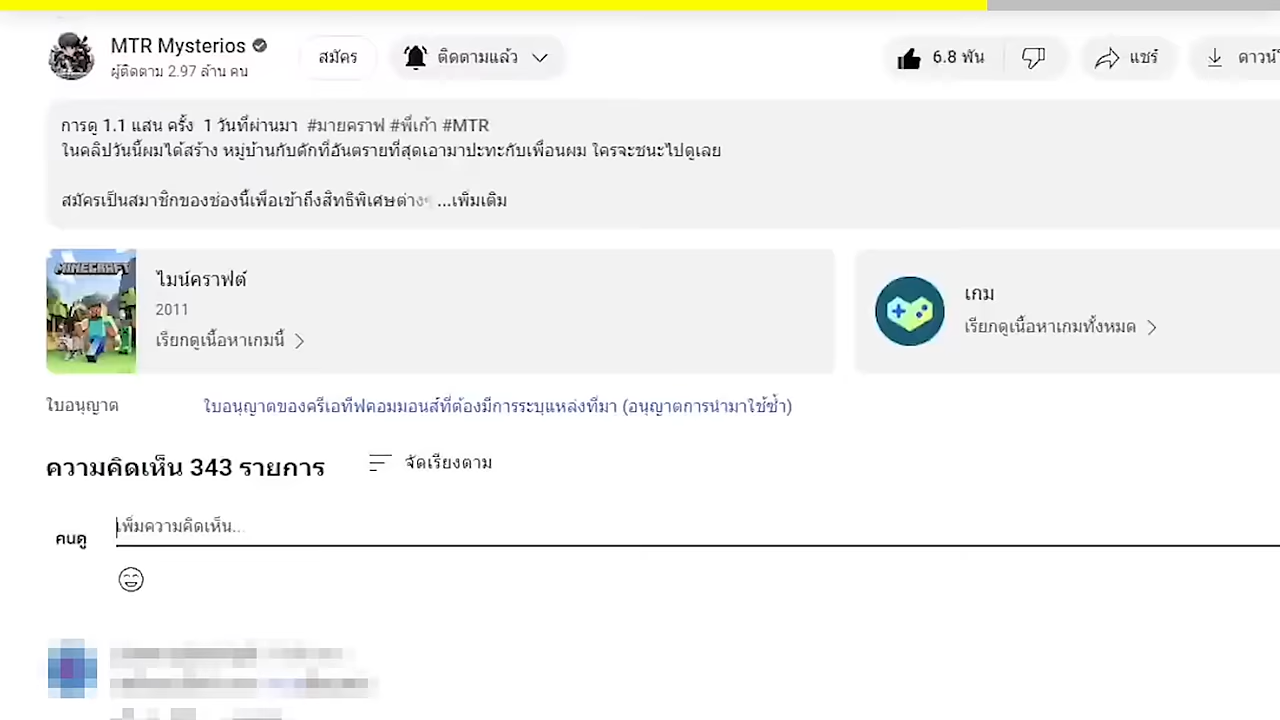 MTR Mysterios
ผู้ติดตาม 2.97 ล้าน คน
สมัคร
ติดตามแล้ว
6.8 พัน
แชร์
ดาวน์
การดู 1.1 แสน ครั้ง 1 วันที่ผ่านมา #มายคราฟ #พี่เก้า #MTR
ในคลิปวันนี้ผมได้สร้าง หมู่บ้านกับดักที่อันตรายที่สุดเอามาปะทะกับเพื่อนผม ใครจะชนะไปดูเลย
สมัครเป็นสมาชิกของช่องนี้เพื่อเข้าถึงสิทธิพิเศษต่างๆ ...เพิ่มเติม
MINECRAFT
ไมน์คราฟต์
2011
เรียกดูเนื้อหาเกมนี้
เกม
เรียกดูเนื้อหาเกมทั้งหมด
ใบอนุญาต
ใบอนุญาตของครีเอทีฟคอมมอนส์ที่ต้องมีการระบุแหล่งที่มา (อนุญาตการนำมาใช้ซ้ำ)
ความคิดเห็น 343 รายการ
จัดเรียงตาม
คนดู
เพิ่มความคิดเห็น...